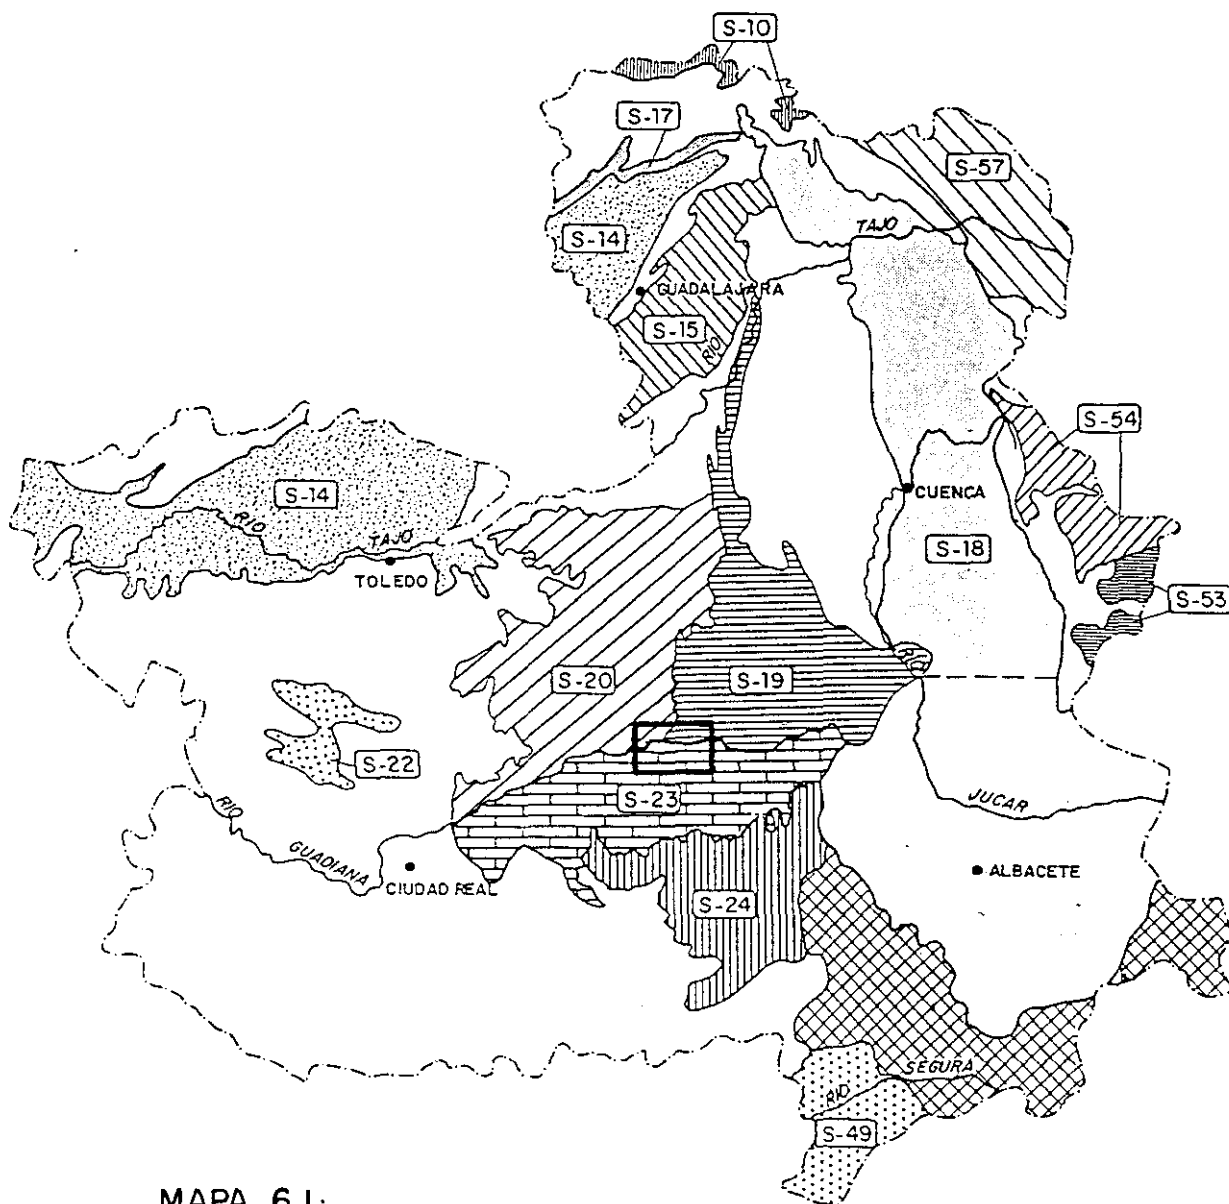 S-10
S-17
S-57
S-14
TAJO
GUADALAJARA
S-15
RIO
S-54
S-14
CUENCA
RIO
TAJO
S-18
TOLEDO
S-53
S-20
S-19
S-22
S-23
JUCAR
RIO
GUADIANA
CIUDAD REAL
ALBACETE
S-24
SEGURA
RIO
S-49
MAPA 6.1.